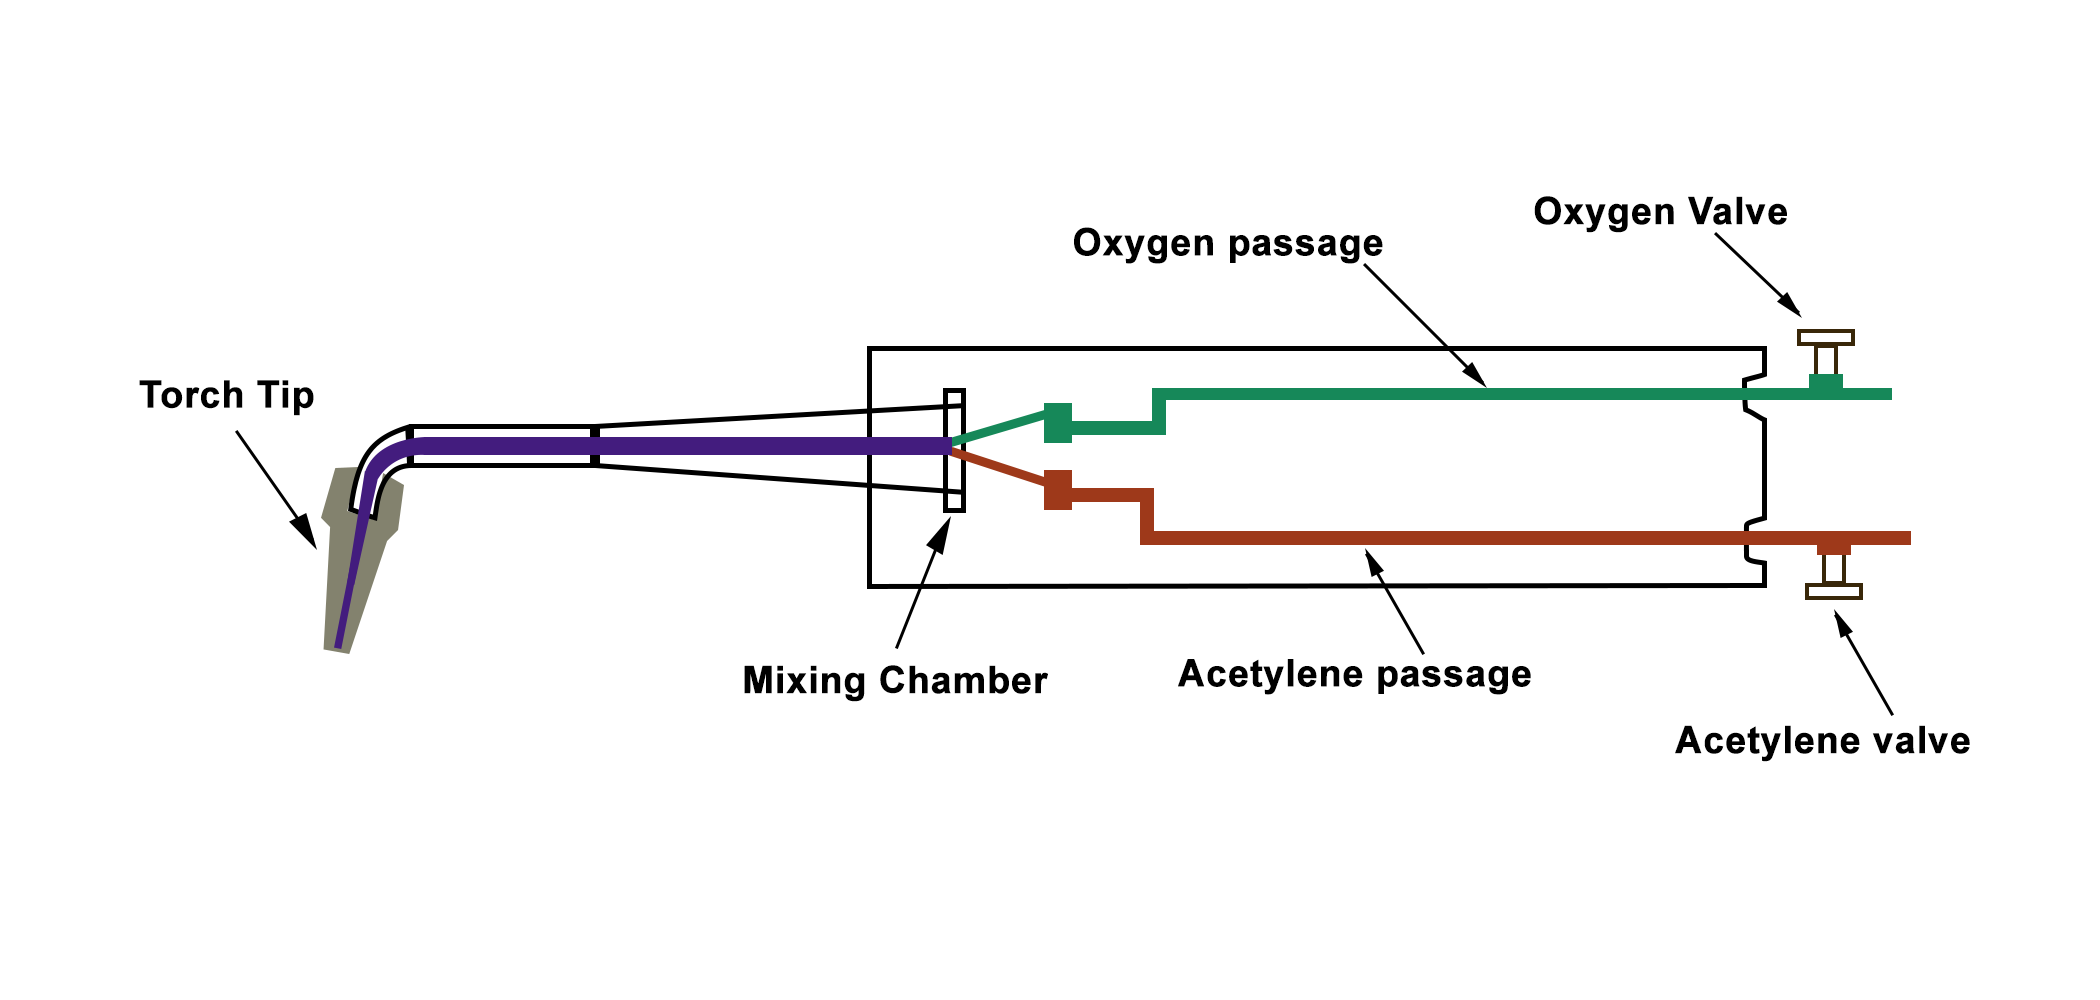 Oxygen Valve
Oxygen passage
Torch Tip
Mixing Chamber
Acetylene passage
Acetylene valve